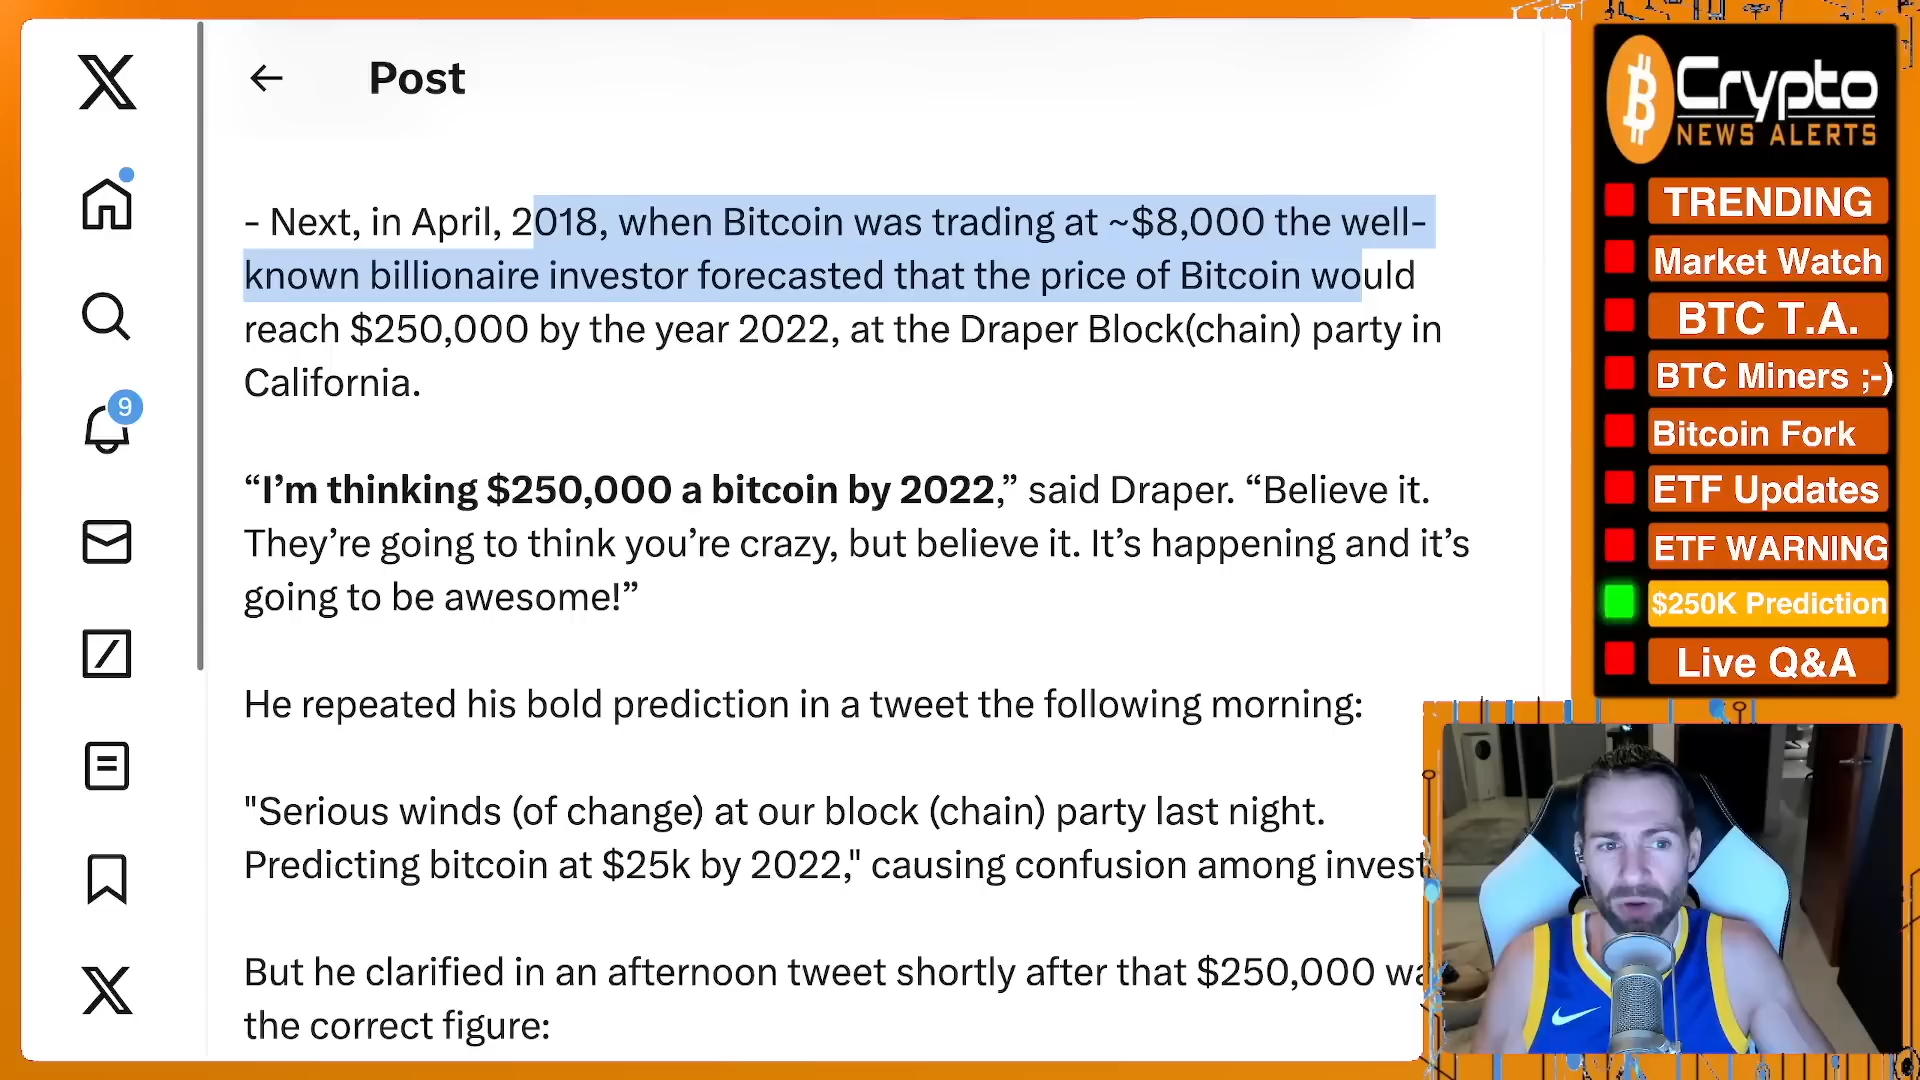 Post
- Next, in April, 2018, when Bitcoin was trading at ~$8,000 the well-
known billionaire investor forecasted that the price of Bitcoin would
reach $250,000 by the year 2022, at the Draper Block(chain) party in
California.
“I’m thinking $250,000 a bitcoin by 2022,” said Draper. “Believe it.
They’re going to think you’re crazy, but believe it. It’s happening and it’s
going to be awesome!”
He repeated his bold prediction in a tweet the following morning:
"Serious winds (of change) at our block (chain) party last night.
Predicting bitcoin at $25k by 2022," causing confusion among invest
But he clarified in an afternoon tweet shortly after that $250,000 wa
the correct figure:
9
Crypto
NEWS ALERTS
TRENDING
Market Watch
BTC T.A.
BTC Miners ;-)
Bitcoin Fork
ETF Updates
ETF WARNING
$250K Prediction
Live Q&A